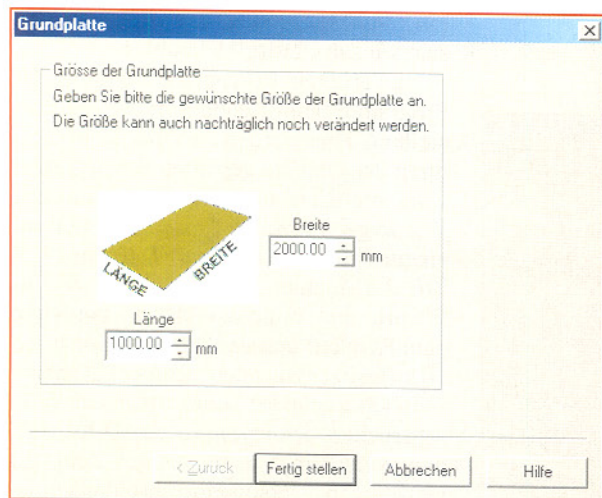 Grundplatte
Grösse der Grundplatte
Geben Sie bitte die gewünschte Größe der Grundplatte an.
Die Größe kann auch nachträglich noch verändert werden.
LÄNGE
BREITE
Breite
2000.00 mm
Länge
1000.00 mm
< Zurück Fertig stellen Abbrechen Hilfe